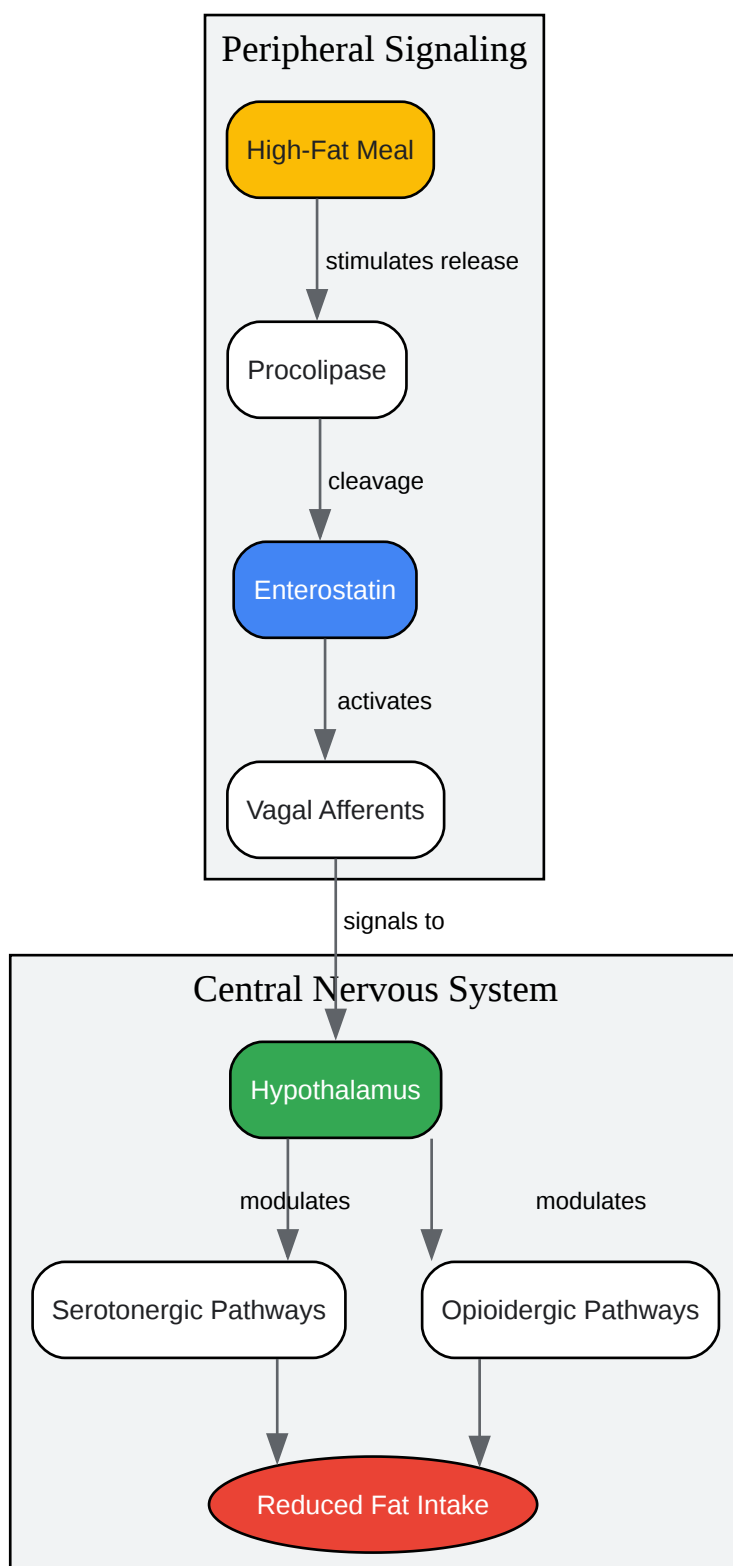 Peripheral Signaling
High-Fat Meal
stimulates release
Procolipase
cleavage
Enterostatin
activates
Vagal Afferents
signals to
Central Nervous System
Hypothalamus
modulates
modulates
Serotonergic Pathways
Opioidergic Pathways
Reduced Fat Intake